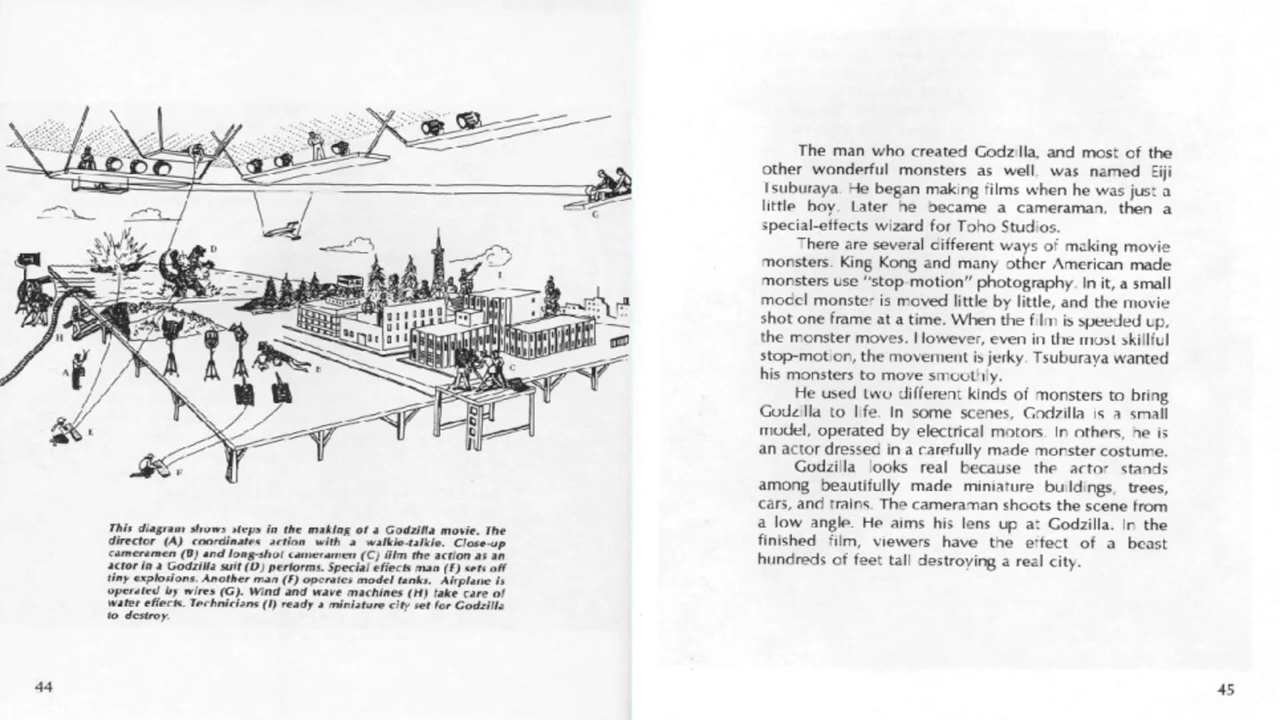 D
G
I
H
A
B
C
E
F
This diagram shows steps in the making of a Godzilla movie. The
director (A) coordinates action with a walkie-talkie. Close-up
cameramen (B) and long-shot cameramen (C) film the action as an
actor in a Godzilla suit (D) performs. Special effects man (E) sets off
tiny explosions. Another man (F) operates model tanks. Airplane is
operated by wires (G). Wind and wave machines (H) take care of
water effects. Technicians (I) ready a miniature city set for Godzilla
to destroy.
44
The man who created Godzilla, and most of the
other wonderful monsters as well, was named Eiji
Tsuburaya. He began making films when he was just a
little boy. Later he became a cameraman, then a
special-effects wizard for Toho Studios.
There are several different ways of making movie
monsters. King Kong and many other American made
monsters use "stop-motion" photography. In it, a small
model monster is moved little by little, and the movie
shot one frame at a time. When the film is speeded up,
the monster moves. However, even in the most skillful
stop-motion, the movement is jerky. Tsuburaya wanted
his monsters to move smoothly.
He used two different kinds of monsters to bring
Godzilla to life. In some scenes, Godzilla is a small
model, operated by electrical motors. In others, he is
an actor dressed in a carefully made monster costume.
Godzilla looks real because the actor stands
among beautifully made miniature buildings, trees,
cars, and trains. The cameraman shoots the scene from
a low angle. He aims his lens up at Godzilla. In the
finished film, viewers have the effect of a beast
hundreds of feet tall destroying a real city.
45